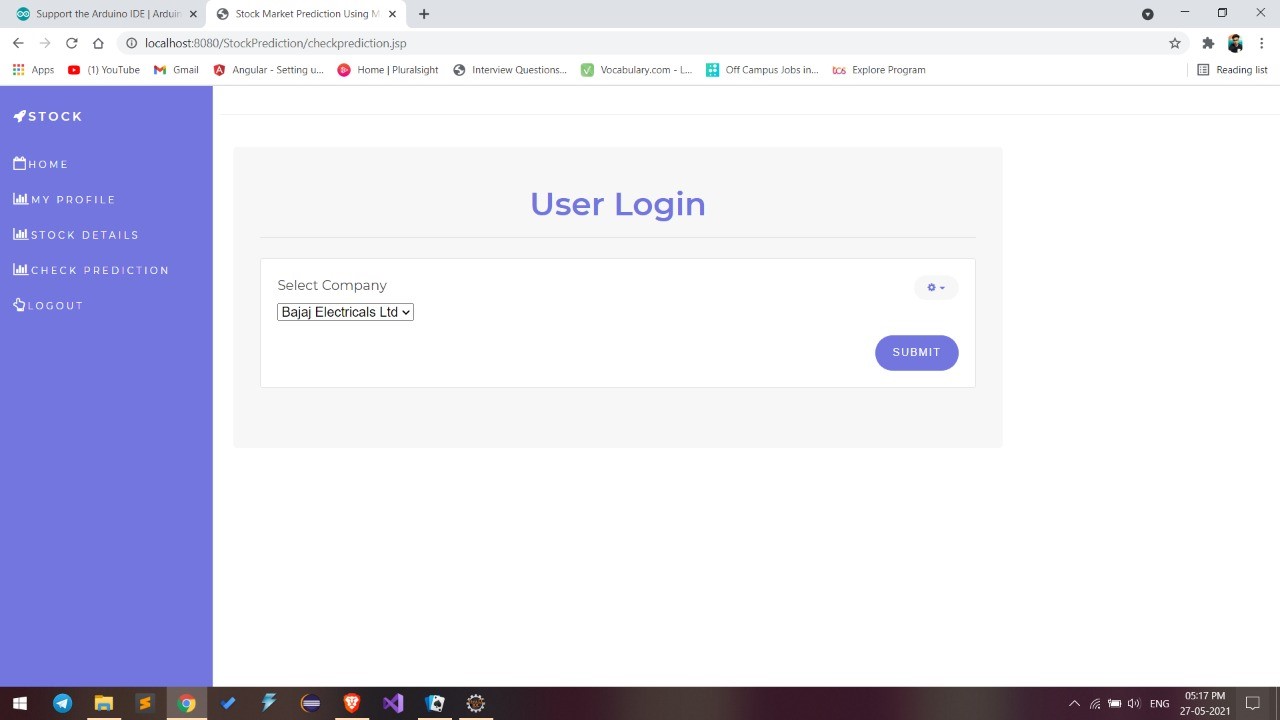 Support the Arduino IDE | Arduin
Stock Market Prediction Using M
localhost:8080/StockPrediction/checkprediction.jsp
Apps
(1) YouTube
Gmail
Angular - Setting u...
Home | Pluralsight
Interview Questions...
Vocabulary.com - L...
Off Campus Jobs in...
tcs Explore Program
Reading list
STOCK
HOME
MY PROFILE
STOCK DETAILS
CHECK PREDICTION
LOGOUT
User Login
Select Company
Bajaj Electricals Ltd
SUBMIT
ENG
05:17 PM
27-05-2021